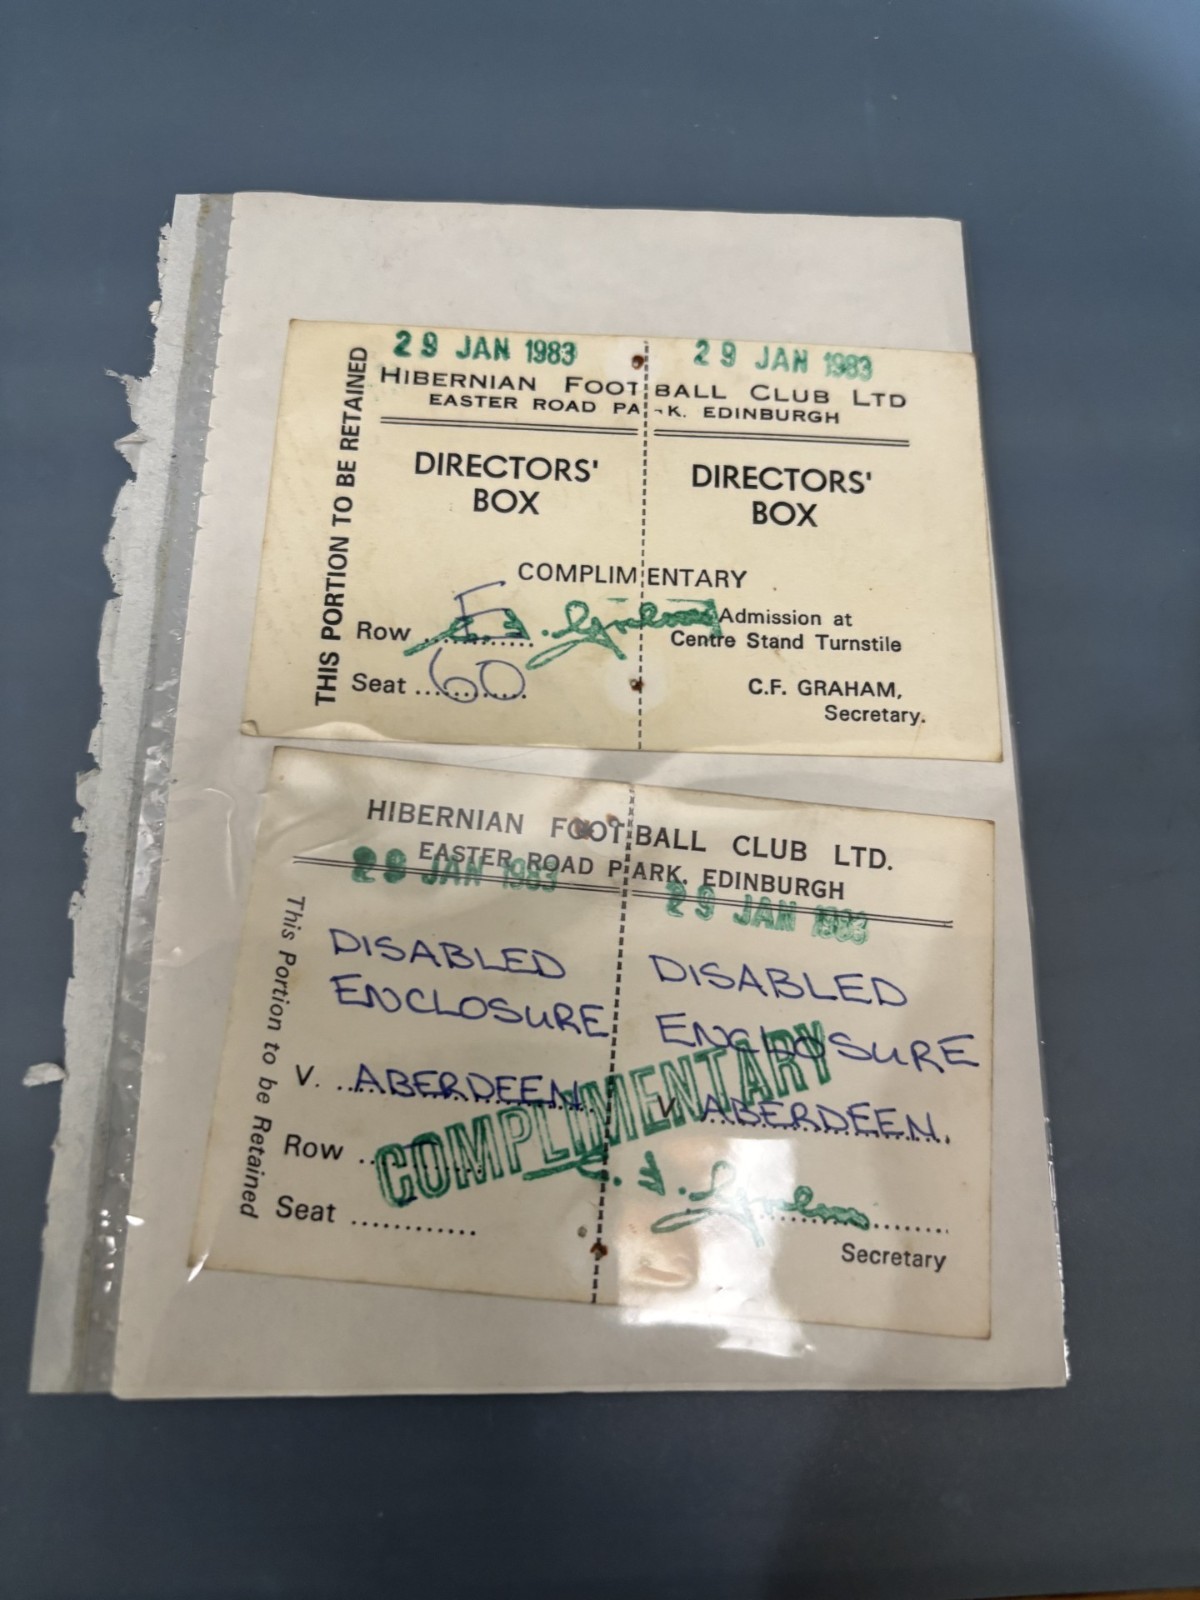 29 JAN 1983 29 JAN 1983
HIBERNIAN FOOTBALL CLUB LTD
EASTER ROAD PARK. EDINBURGH
THIS PORTION TO BE RETAINED
DIRECTORS' BOX
DIRECTORS' BOX
COMPLIMENTARY
Row E
Seat 60
Admission at
Centre Stand Turnstile
C.F. GRAHAM,
Secretary.
HIBERNIAN FOOTBALL CLUB LTD.
EASTER ROAD PARK, EDINBURGH
29 JAN 1983 29 JAN 1983
This Portion to be Retained
DISABLED
ENCLOSURE
V. ABERDEEN
Row
Seat
DISABLED
ENCLOSURE
V. ABERDEEN.
COMPLIMENTARY
Secretary